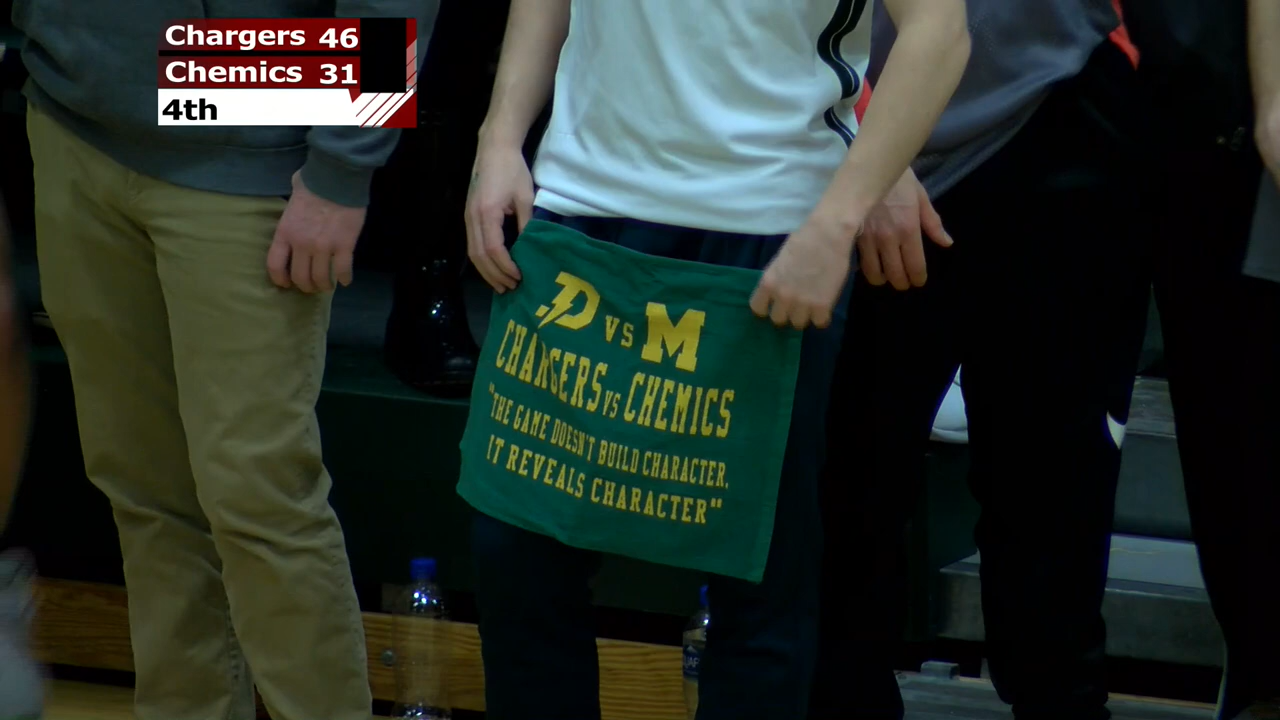 Chargers 46
Chemics 31
4th
D VS M
CHARGERS VS CHEMICS
"THE GAME DOESN'T BUILD CHARACTER.
IT REVEALS CHARACTER"